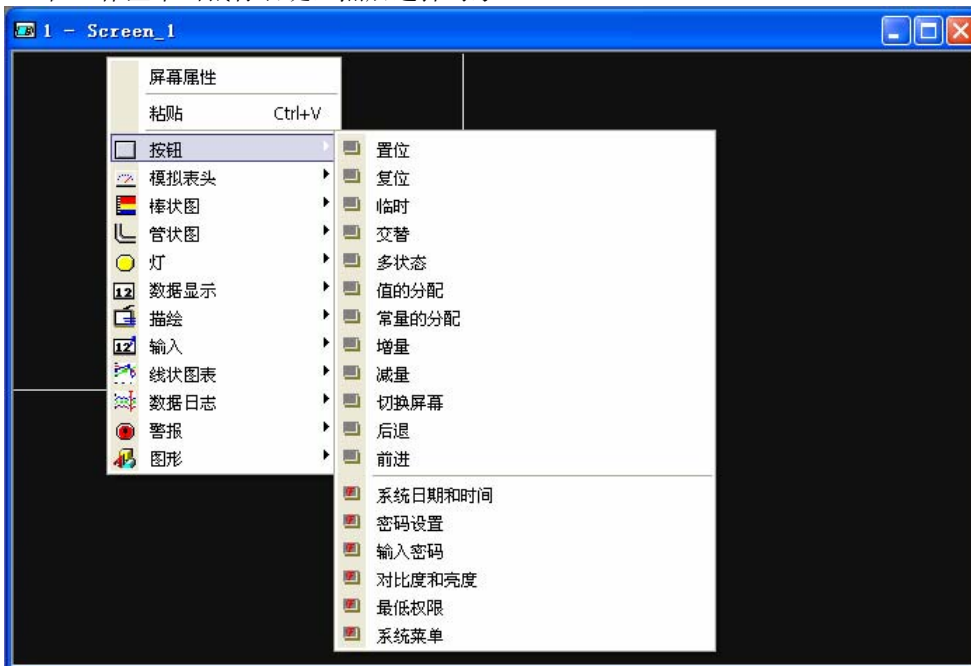 1 - Screen_1
屏幕属性
粘贴 Ctrl+V
按钮
模拟表头
棒状图
管状图
灯
12 数据显示
描绘
12 输入
线状图表
数据日志
警报
图形
置位
复位
临时
交替
多状态
值的分配
常量的分配
增量
减量
切换屏幕
后退
前进
系统日期和时间
密码设置
输入密码
对比度和亮度
最低权限
系统菜单